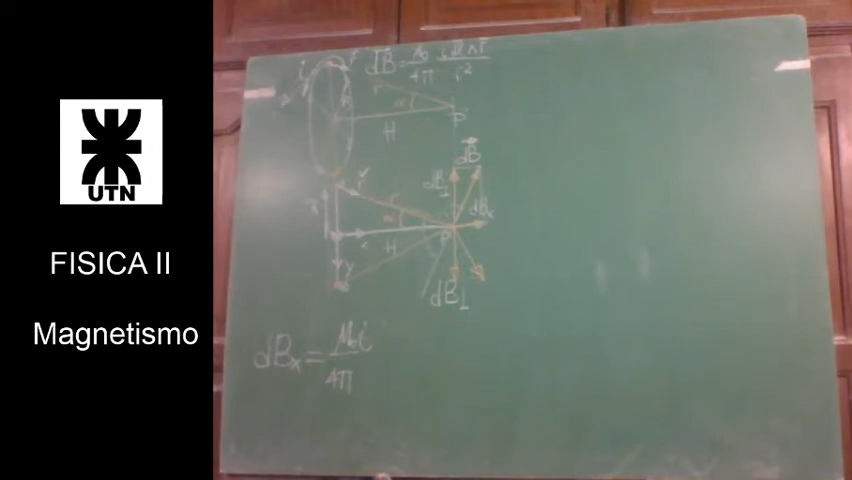 UTN
FISICA II
Magnetismo
dB = μ0/4π i dl ∧ r̂ / r²
i
r
α
P
H
dB
dB⊥
dBx
r
α
H
P
dB⊥
dBx = μ0 i / 4π